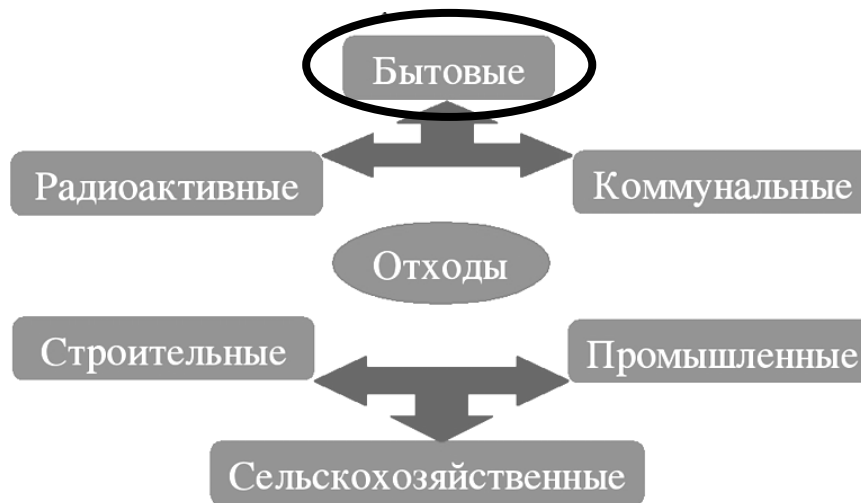 Бытовые
Радиоактивные
Коммунальные
Отходы
Строительные
Промышленные
Сельскохозяйственные